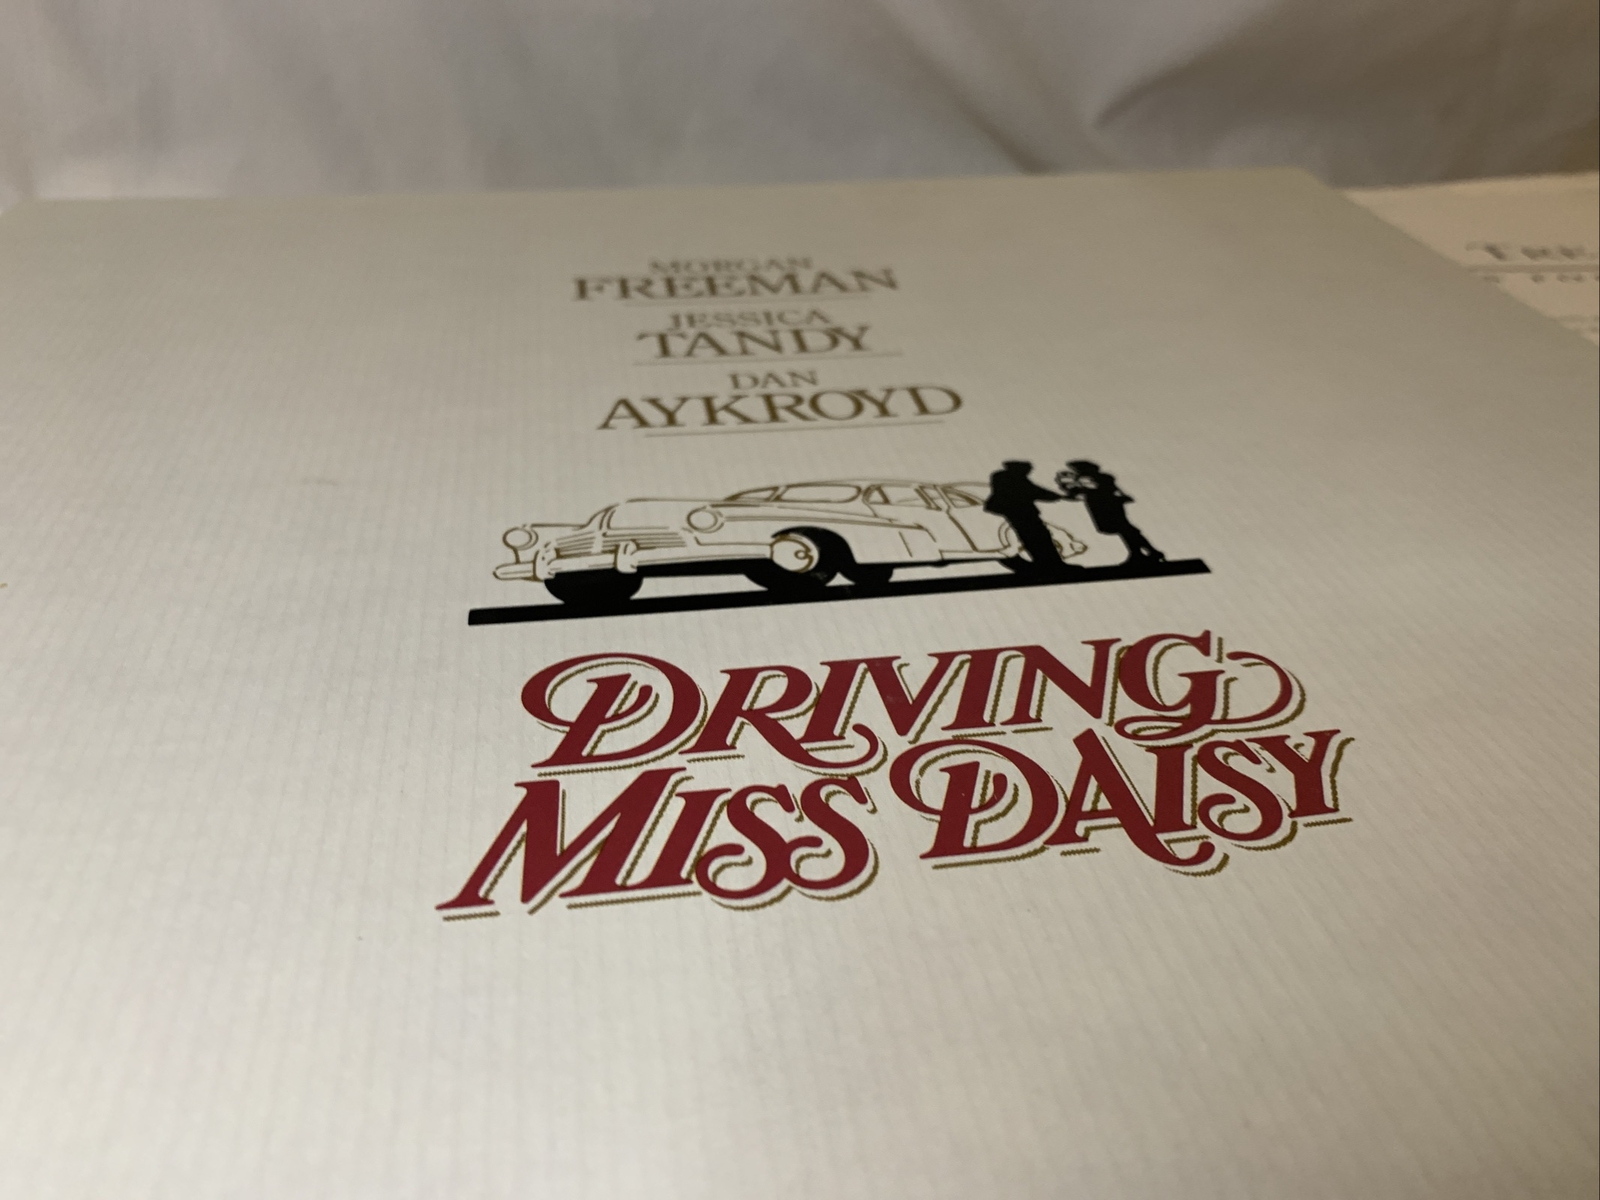 MORGAN
FREEMAN
JESSICA
TANDY
DAN
AYKROYD
DRIVING
MISS DAISY